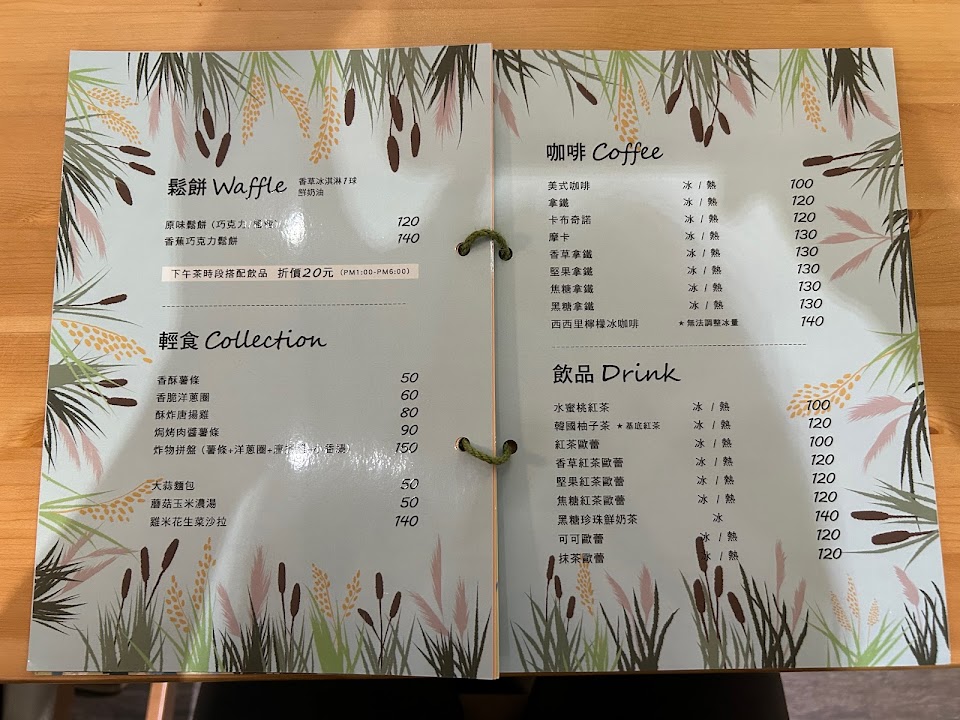 鬆餅 Waffle 香草冰淇淋1球
鮮奶油
原味鬆餅 (巧克力/ 120
香蕉巧克力鬆餅 140
下午茶時段搭配飲品 折價20元 (PM1:00-PM6:00)
輕食 Collection
香酥薯條 50
香脆洋蔥圈 60
酥炸唐揚雞 80
焗烤肉醬薯條 90
炸物拼盤 (薯條+洋蔥圈+ 150
大蒜麵包 50
蘑菇玉米濃湯 50
雞米花生菜沙拉 140
咖啡 Coffee
美式咖啡 冰 / 熱 100
拿鐵 冰 / 熱 120
卡布奇諾 冰 / 熱 120
摩卡 冰 / 熱 130
香草拿鐵 冰 / 熱 130
堅果拿鐵 冰 / 熱 130
焦糖拿鐵 冰 / 熱 130
黑糖拿鐵 冰 / 熱 130
西西里檸檬冰咖啡 ★無法調整冰量 140
飲品 Drink
水蜜桃紅茶 冰 / 熱 100
韓國柚子茶 ★基底紅茶 冰 / 熱 120
紅茶歐蕾 冰 / 熱 100
香草紅茶歐蕾 冰 / 熱 120
堅果紅茶歐蕾 冰 / 熱 120
焦糖紅茶歐蕾 冰 / 熱 120
黑糖珍珠鮮奶茶 冰 140
可可歐蕾 冰 / 熱 120
抹茶歐蕾 冰 / 熱 120